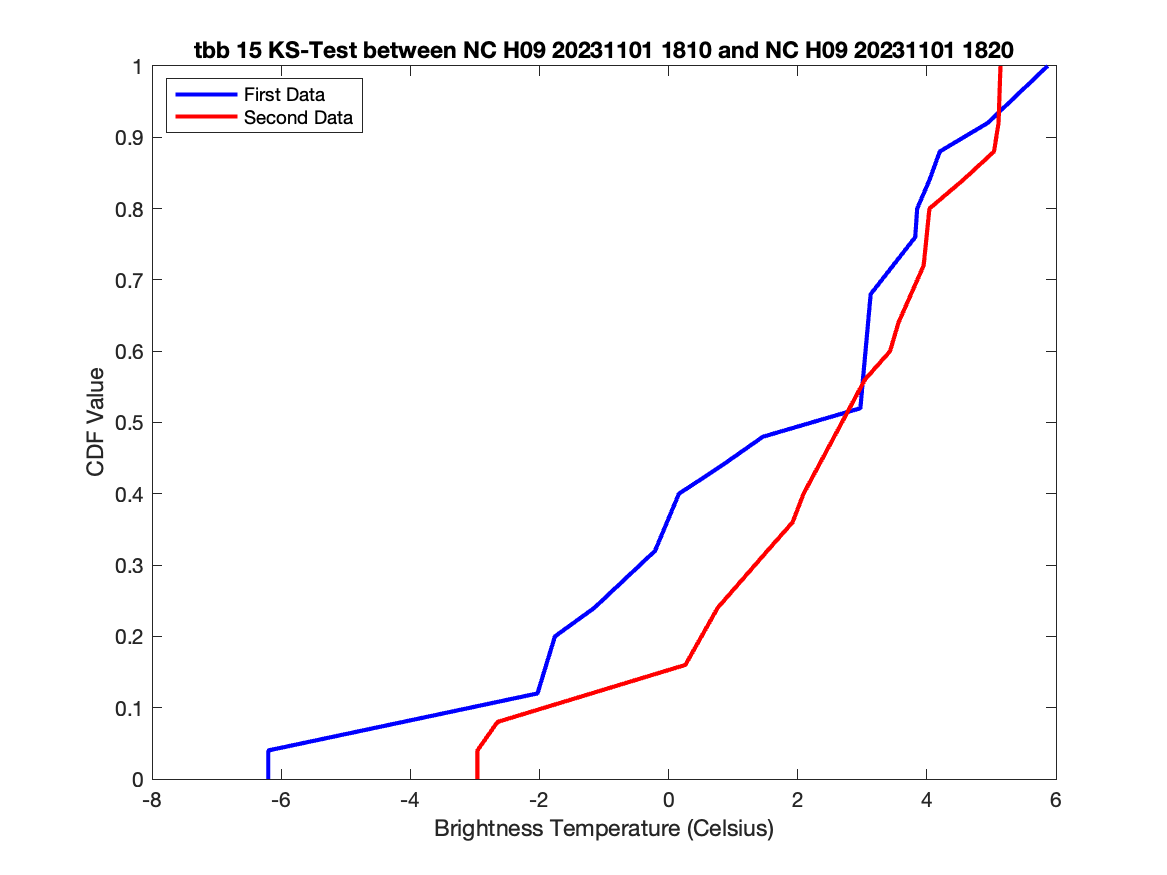 tbb 15 KS-Test between NC H09 20231101 1810 and NC H09 20231101 1820
First Data
Second Data
1
0.9
0.8
0.7
0.6
0.5
0.4
0.3
0.2
0.1
0
CDF Value
-8 -6 -4 -2 0 2 4 6
Brightness Temperature (Celsius)